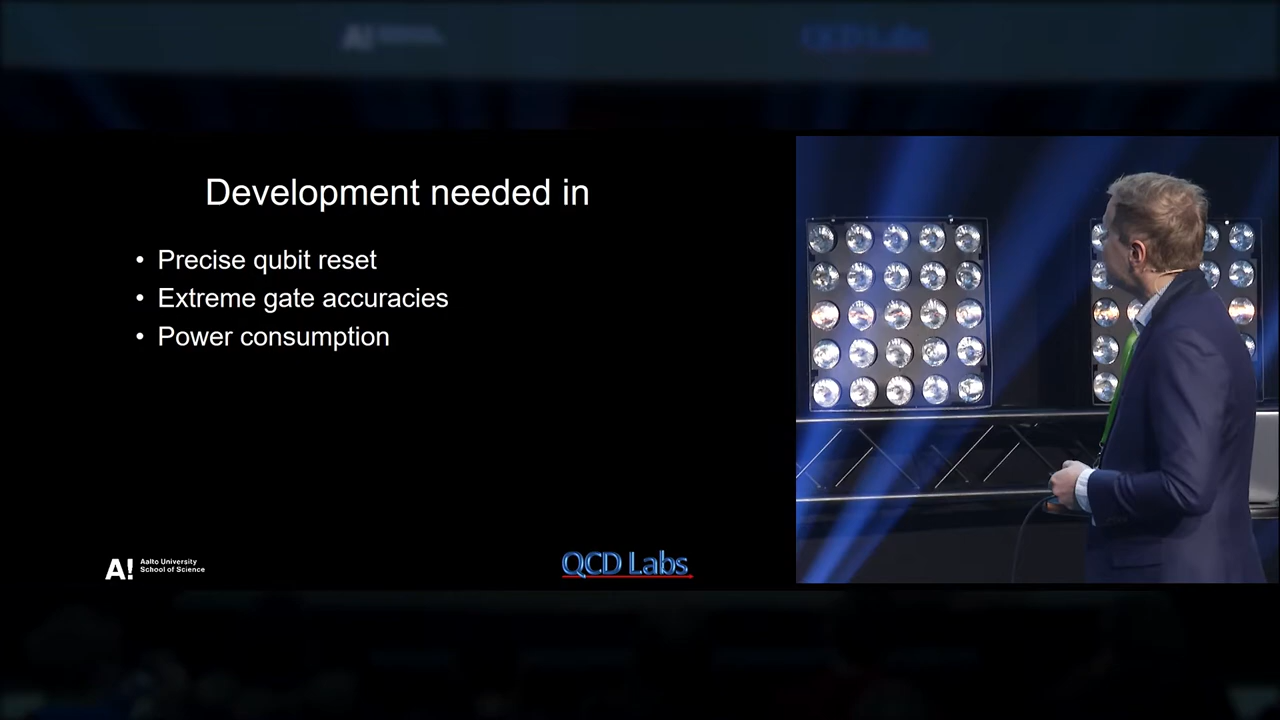 Development needed in
• Precise qubit reset
• Extreme gate accuracies
• Power consumption
A! Aalto University
School of Science
QCD Labs